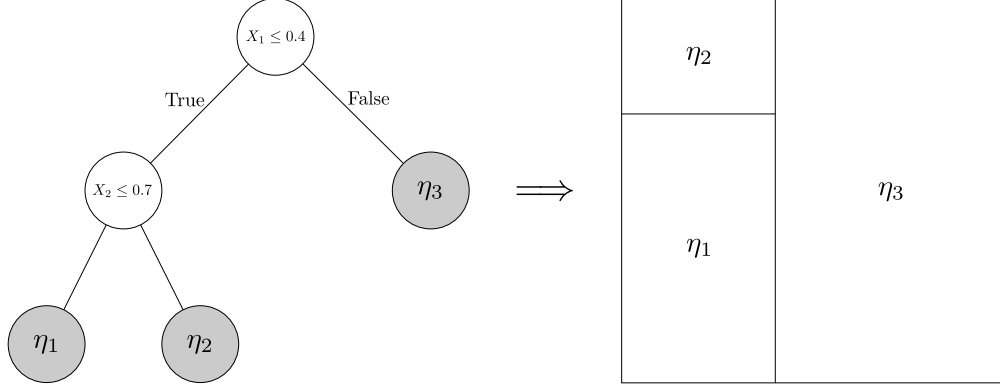 X₁ ≤ 0.4
True
False
X₂ ≤ 0.7
η₃
η₁
η₂
⟹
η₂
η₃
η₁